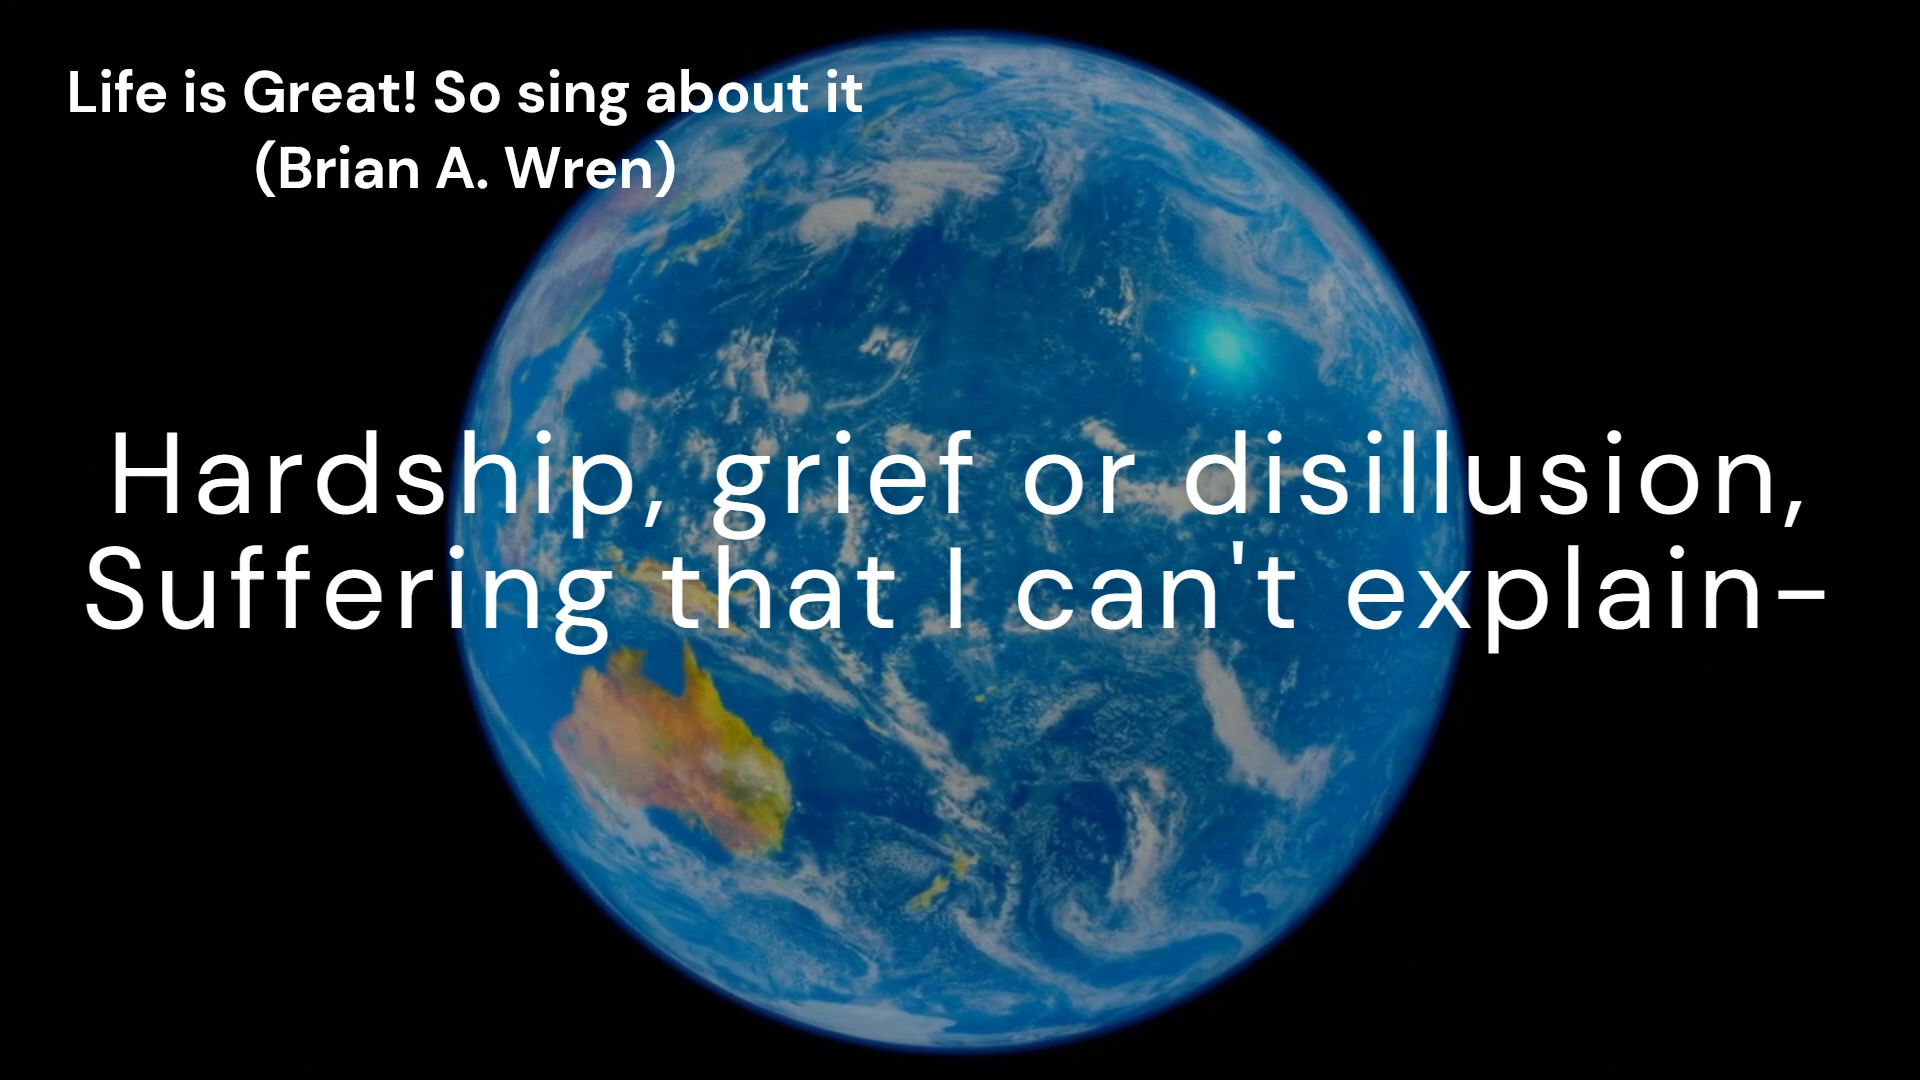 Life is Great! So sing about it
(Brian A. Wren)
Hardship, grief or disillusion,
Suffering that I can't explain-